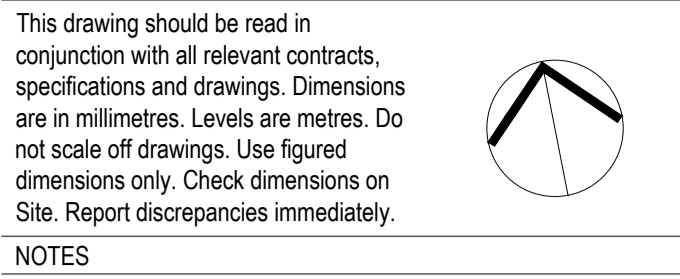 This drawing should be read in
conjunction with all relevant contracts,
specifications and drawings. Dimensions
are in millimetres. Levels are metres. Do
not scale off drawings. Use figured
dimensions only. Check dimensions on
Site. Report discrepancies immediately.
NOTES